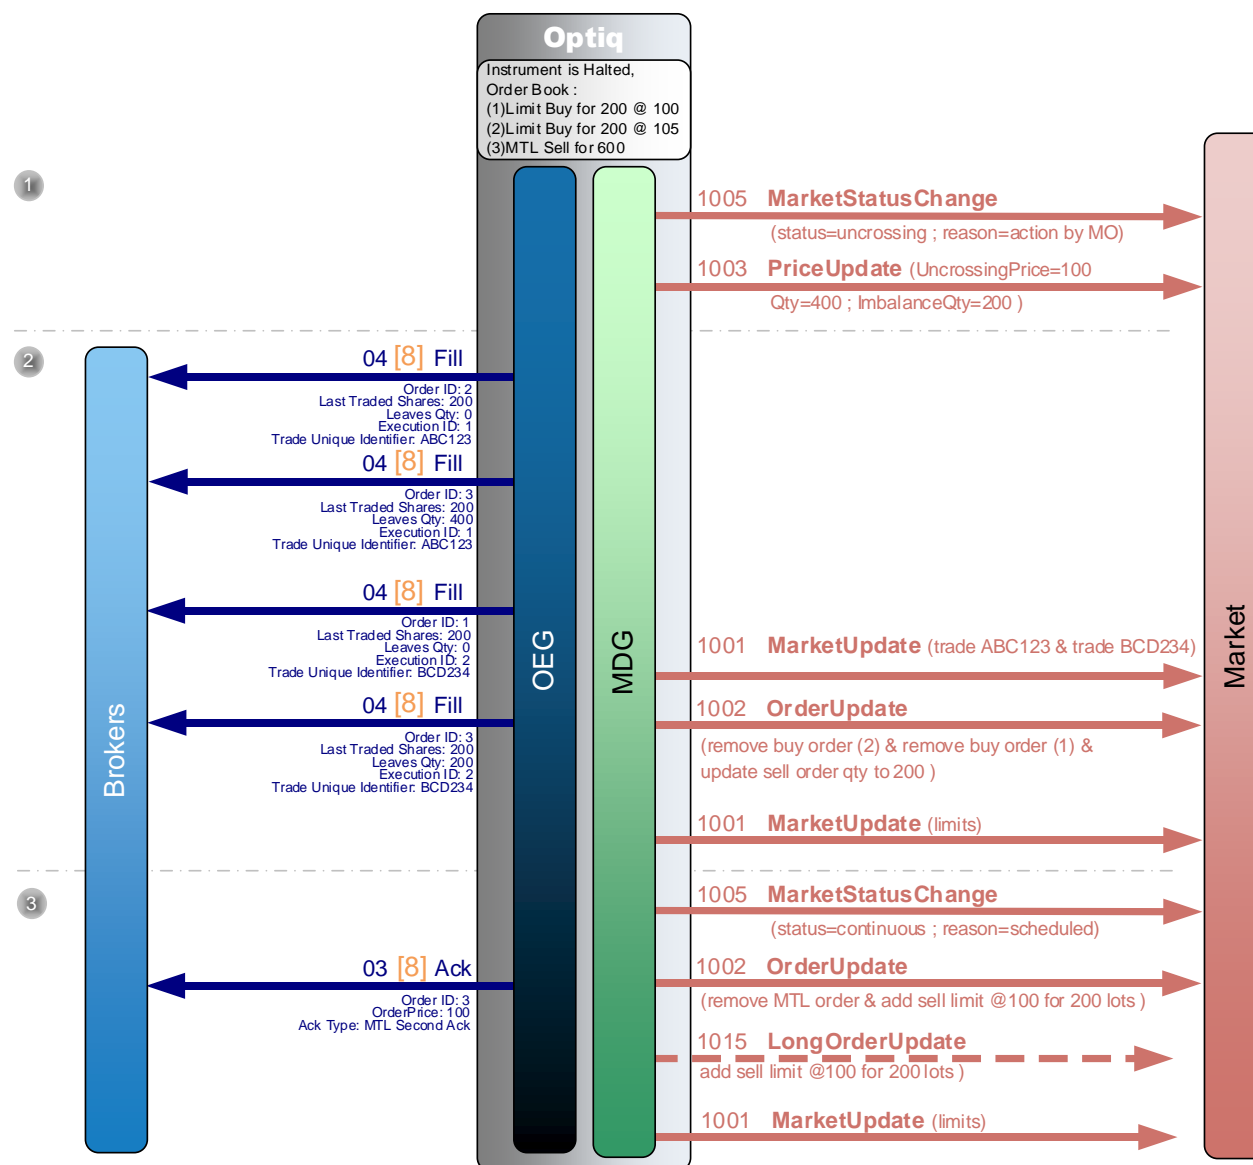 Optiq
Instrument is Halted,
Order Book :
(1)Limit Buy for 200 @ 100
(2)Limit Buy for 200 @ 105
(3)MTL Sell for 600
1
1005 MarketStatusChange
(status=uncrossing ; reason=action by MO)
1003 PriceUpdate (UncrossingPrice=100
Qty=400 ; ImbalanceQty=200 )
2
04 [8] Fill
Order ID: 2
Last Traded Shares: 200
Leaves Qty: 0
Execution ID: 1
Trade Unique Identifier: ABC123
04 [8] Fill
Order ID: 3
Last Traded Shares: 200
Leaves Qty: 400
Execution ID: 1
Trade Unique Identifier: ABC123
04 [8] Fill
Order ID: 1
Last Traded Shares: 200
Leaves Qty: 0
Execution ID: 2
Trade Unique Identifier: BCD234
04 [8] Fill
Order ID: 3
Last Traded Shares: 200
Leaves Qty: 200
Execution ID: 2
Trade Unique Identifier: BCD234
Brokers
OEG
MDG
Market
1001 MarketUpdate (trade ABC123 & trade BCD234)
1002 OrderUpdate
(remove buy order (2) & remove buy order (1) &
update sell order qty to 200 )
1001 MarketUpdate (limits)
3
1005 MarketStatusChange
(status=continuous ; reason=scheduled)
03 [8] Ack
Order ID: 3
OrderPrice: 100
Ack Type: MTL Second Ack
1002 OrderUpdate
(remove MTL order & add sell limit @100 for 200 lots )
1015 LongOrderUpdate
add sell limit @100 for 200 lots )
1001 MarketUpdate (limits)